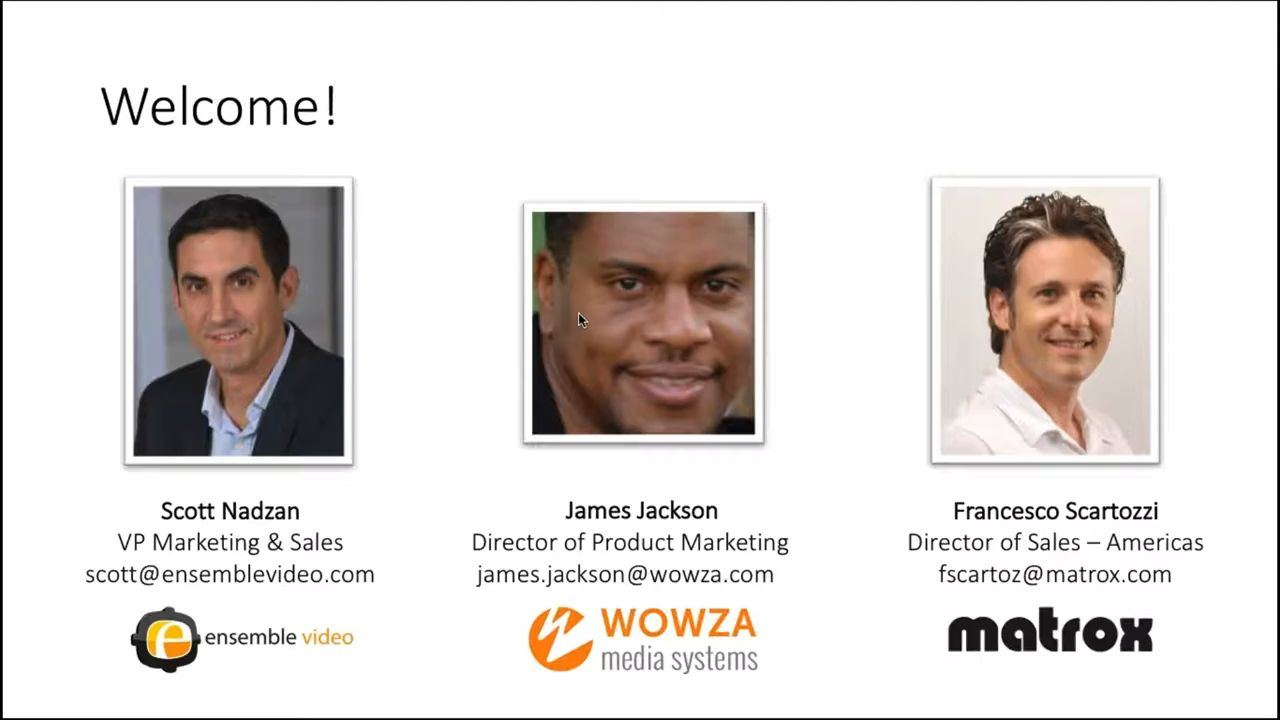 Welcome!
Scott Nadzan
VP Marketing & Sales
scott@ensemblevideo.com
e ensemble video
James Jackson
Director of Product Marketing
james.jackson@wowza.com
WOWZA
media systems
Francesco Scartozzi
Director of Sales – Americas
fscartoz@matrox.com
matrox